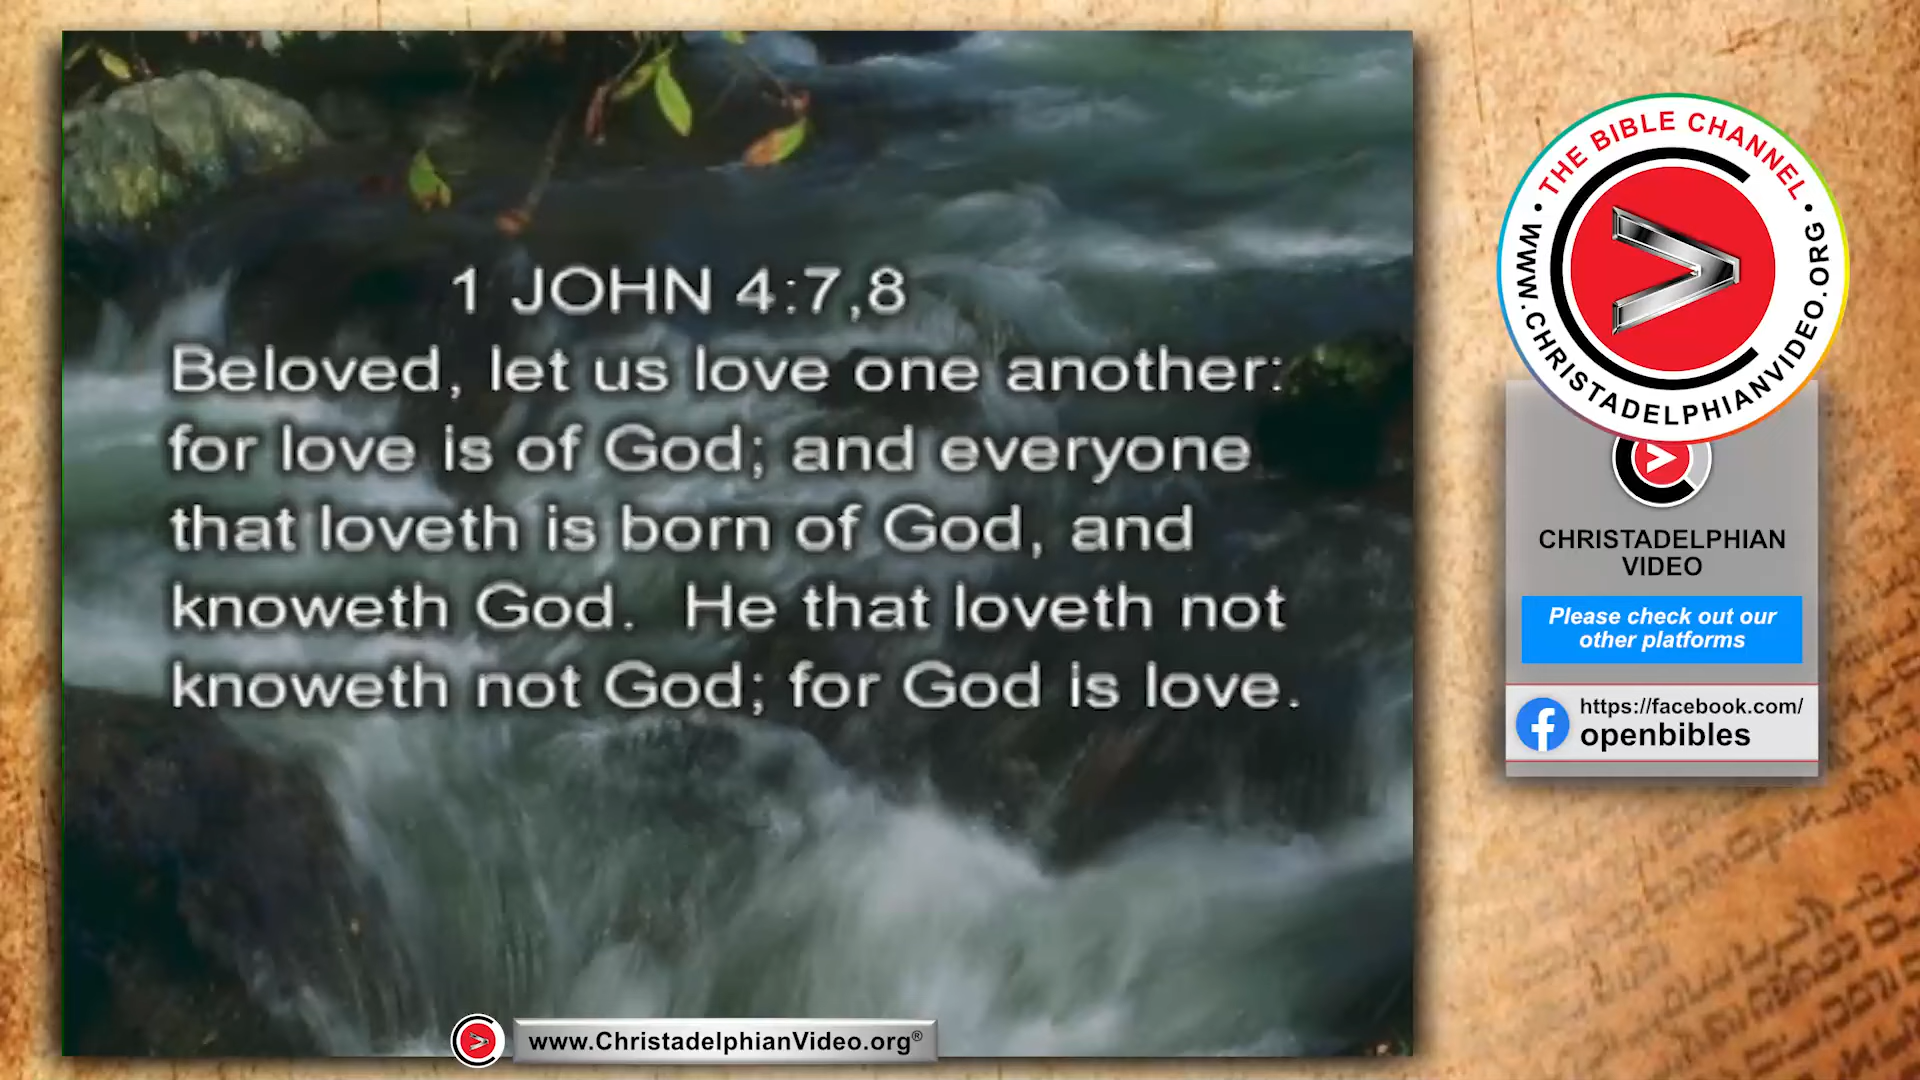 1 JOHN 4:7,8
Beloved, let us love one another:
for love is of God; and everyone
that loveth is born of God, and
knoweth God.  He that loveth not
knoweth not God; for God is love.
www.ChristadelphianVideo.org®
• THE BIBLE CHANNEL •
WWW.CHRISTADELPHIANVIDEO.ORG
CHRISTADELPHIAN
VIDEO
Please check out our
other platforms
https://facebook.com/
openbibles